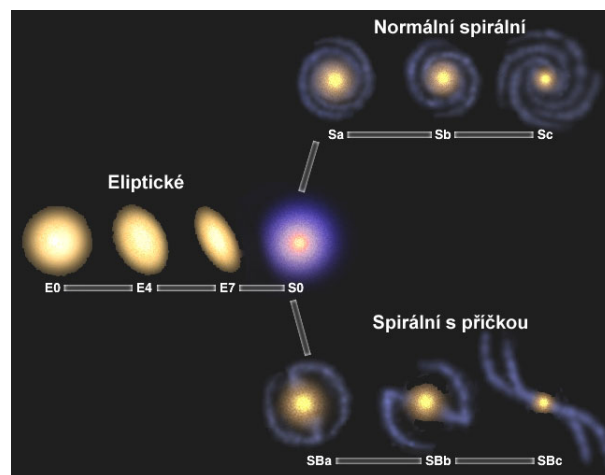 Normální spirální
Sa Sb Sc
Eliptické
E0 E4 E7 S0
Spirální s příčkou
SBa SBb SBc